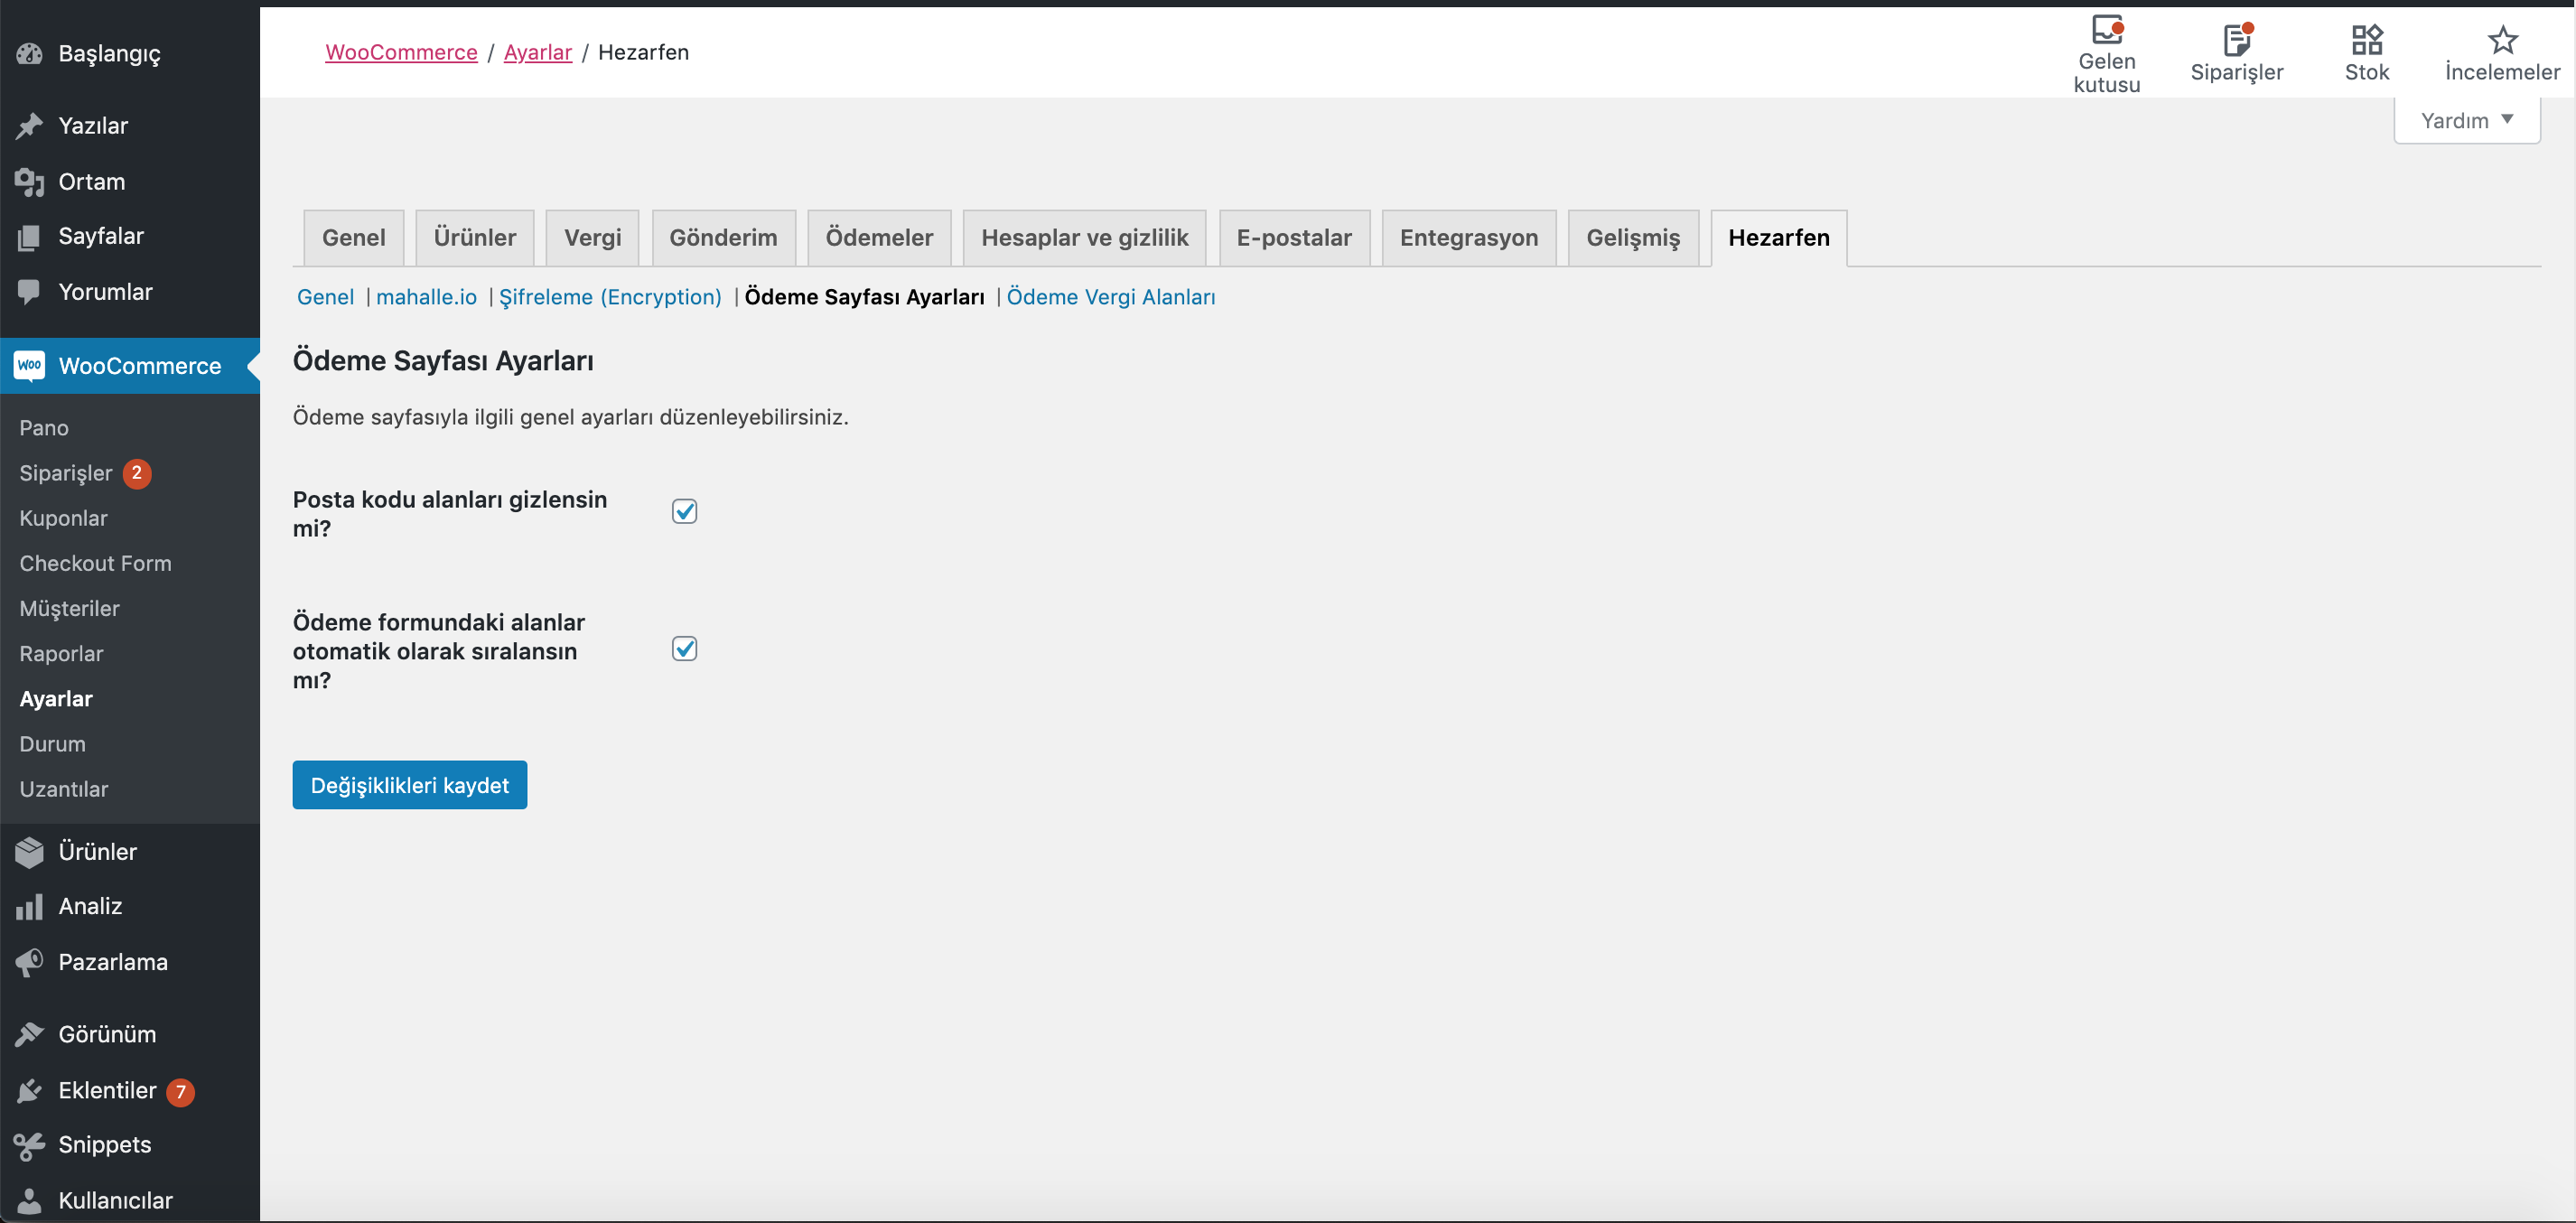 Başlangıç
Yazılar
Ortam
Sayfalar
Yorumlar
WOO WooCommerce
Pano
Siparişler 2
Kuponlar
Checkout Form
Müşteriler
Raporlar
Ayarlar
Durum
Uzantılar
Ürünler
Analiz
Pazarlama
Görünüm
Eklentiler 7
Snippets
Kullanıcılar
WooCommerce / Ayarlar / Hezarfen
Gelen
kutusu
Siparişler
Stok
İncelemeler
Yardım ▼
Genel Ürünler Vergi Gönderim Ödemeler Hesaplar ve gizlilik E-postalar Entegrasyon Gelişmiş Hezarfen
Genel | mahalle.io | Şifreleme (Encryption) | Ödeme Sayfası Ayarları | Ödeme Vergi Alanları
Ödeme Sayfası Ayarları
Ödeme sayfasıyla ilgili genel ayarları düzenleyebilirsiniz.
Posta kodu alanları gizlensin
mi?
Ödeme formundaki alanlar
otomatik olarak sıralansın
mı?
Değişiklikleri kaydet